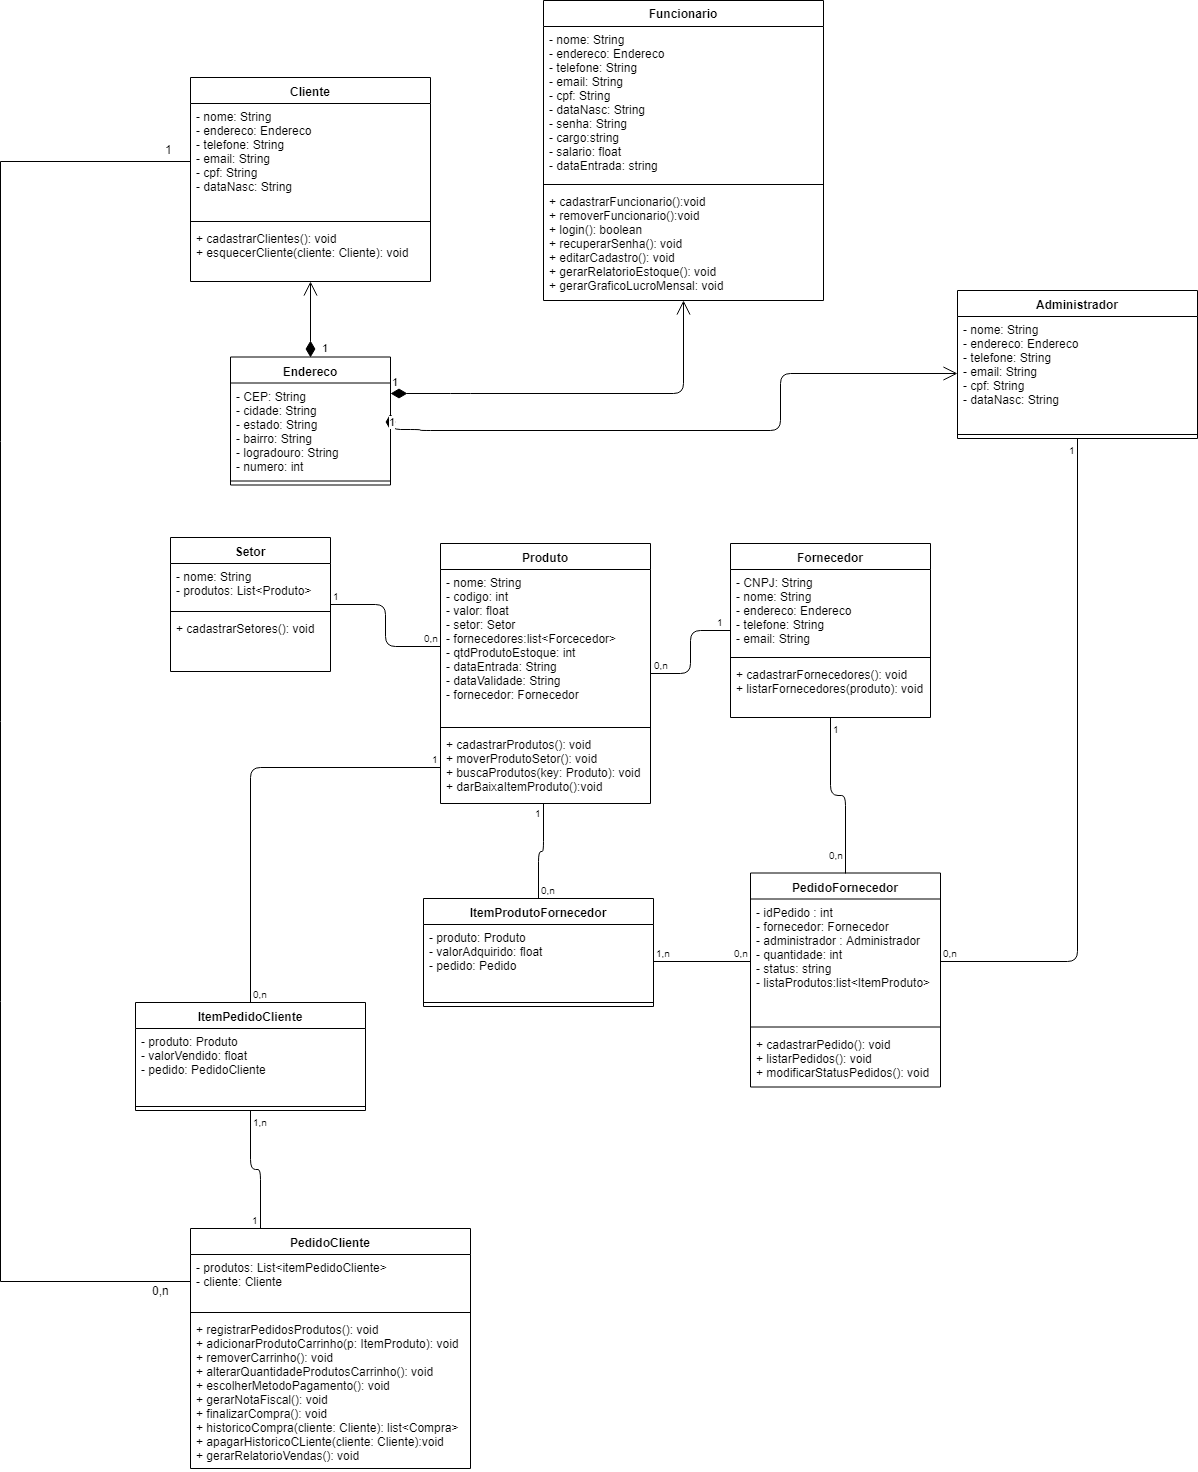 Funcionario
- nome: String
- endereco: Endereco
- telefone: String
- email: String
- cpf: String
- dataNasc: String
- senha: String
- cargo:string
- salario: float
- dataEntrada: string
+ cadastrarFuncionario():void
+ removerFuncionario():void
+ login(): boolean
+ recuperarSenha(): void
+ editarCadastro(): void
+ gerarRelatorioEstoque(): void
+ gerarGraficoLucroMensal: void
Cliente
- nome: String
- endereco: Endereco
- telefone: String
- email: String
- cpf: String
- dataNasc: String
+ cadastrarClientes(): void
+ esquecerCliente(cliente: Cliente): void
1
1
Endereco
- CEP: String
- cidade: String
- estado: String
- bairro: String
- logradouro: String
- numero: int
1
1
Administrador
- nome: String
- endereco: Endereco
- telefone: String
- email: String
- cpf: String
- dataNasc: String
1
Setor
- nome: String
- produtos: List<Produto>
+ cadastrarSetores(): void
1
0,n
Produto
- nome: String
- codigo: int
- valor: float
- setor: Setor
- fornecedores:list<Forcecedor>
- qtdProdutoEstoque: int
- dataEntrada: String
- dataValidade: String
- fornecedor: Fornecedor
+ cadastrarProdutos(): void
+ moverProdutoSetor(): void
+ buscaProdutos(key: Produto): void
+ darBaixaItemProduto():void
1
0,n
Fornecedor
- CNPJ: String
- nome: String
- endereco: Endereco
- telefone: String
- email: String
+ cadastrarFornecedores(): void
+ listarFornecedores(produto): void
1
0,n
1
1
0,n
ItemProdutoFornecedor
- produto: Produto
- valorAdquirido: float
- pedido: Pedido
1,n
0,n
PedidoFornecedor
- idPedido : int
- fornecedor: Fornecedor
- administrador : Administrador
- quantidade: int
- status: string
- listaProdutos:list<ItemProduto>
+ cadastrarPedido(): void
+ listarPedidos(): void
+ modificarStatusPedidos(): void
0,n
0,n
ItemPedidoCliente
- produto: Produto
- valorVendido: float
- pedido: PedidoCliente
1,n
1
PedidoCliente
- produtos: List<itemPedidoCliente>
- cliente: Cliente
0,n
+ registrarPedidosProdutos(): void
+ adicionarProdutoCarrinho(p: ItemProduto): void
+ removerCarrinho(): void
+ alterarQuantidadeProdutosCarrinho(): void
+ escolherMetodoPagamento(): void
+ gerarNotaFiscal(): void
+ finalizarCompra(): void
+ historicoCompra(cliente: Cliente): list<Compra>
+ apagarHistoricoCLiente(cliente: Cliente):void
+ gerarRelatorioVendas(): void